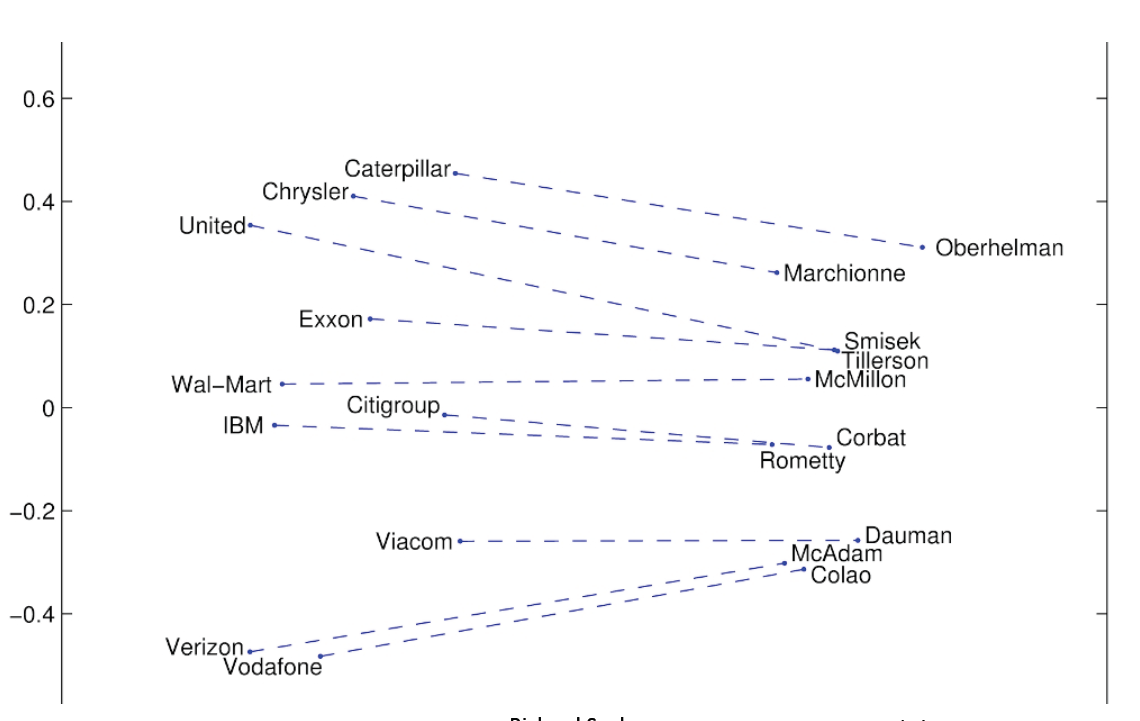 0.6
Caterpillar
Chrysler
0.4
United
Oberhelman
Marchionne
0.2
Exxon
Smisek
Tillerson
Wal-Mart
McMillon
Citigroup
0
IBM
Corbat
Rometty
-0.2
Viacom
Dauman
McAdam
Colao
-0.4
Verizon
Vodafone